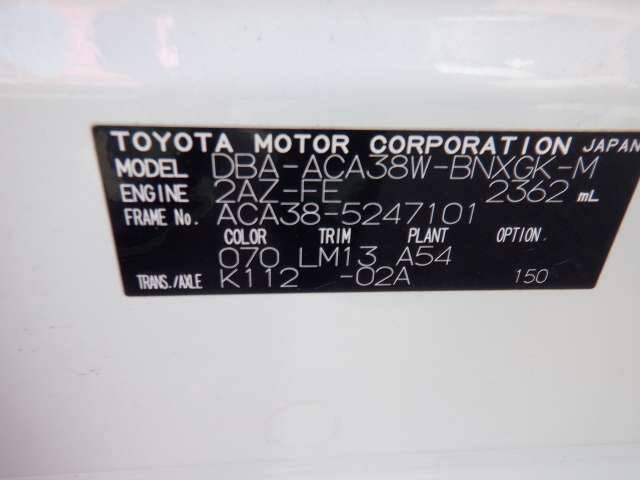 TOYOTA MOTOR CORPORATION JAPAN
MODEL DBA-ACA38W-BNXGK-M
ENGINE 2AZ-FE 2362 mL
FRAME No. ACA38-5247101
COLOR TRIM PLANT OPTION.
070 LM13 A54
TRANS./AXLE K112 -02A 150